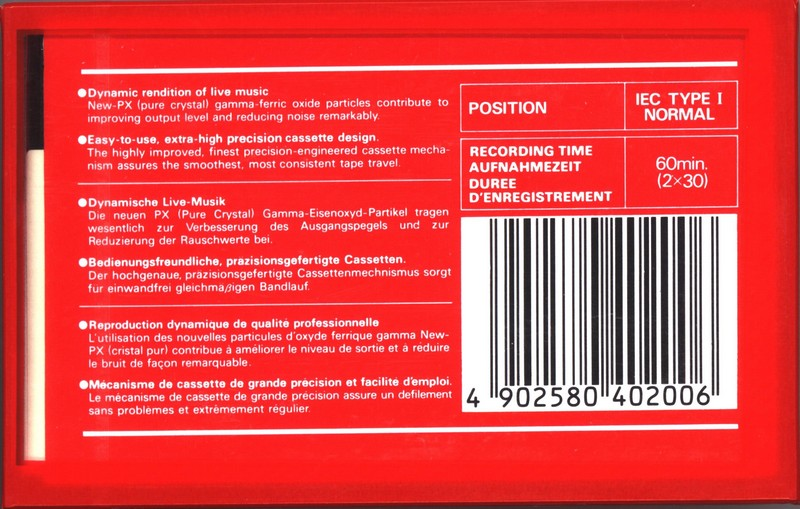 ●Dynamic rendition of live music
New-PX (pure crystal) gamma-ferric oxide particles contribute to
improving output level and reducing noise remarkably.
●Easy-to-use, extra-high precision cassette design.
The highly improved, finest precision-engineered cassette mecha-
nism assures the smoothest, most consistent tape travel.
●Dynamische Live-Musik
Die neuen PX (Pure Crystal) Gamma-Eisenoxyd-Partikel tragen
wesentlich zur Verbesserung des Ausgangspegels und zur
Reduzierung der Rauschwerte bei.
●Bedienungsfreundliche, präzisionsgefertigte Cassetten.
Der hochgenaue, präzisionsgefertigte Cassettenmechnismus sorgt
für einwandfrei gleichmäßigen Bandlauf.
●Reproduction dynamique de qualité professionnelle
L'utilisation des nouvelles particules d'oxyde ferrique gamma New-
PX (cristal pur) contribue à améliorer le niveau de sortie et à réduire
le bruit de façon remarquable.
●Mécanisme de cassette de grande précision et facilité d'emploi.
Le mécanisme de cassette de grande précision assure un defilement
sans problèmes et extrêmement régulier.
POSITION
IEC TYPE I
NORMAL
RECORDING TIME
AUFNAHMEZEIT
DUREE
D'ENREGISTREMENT
60min.
(2×30)
4 902580 402006